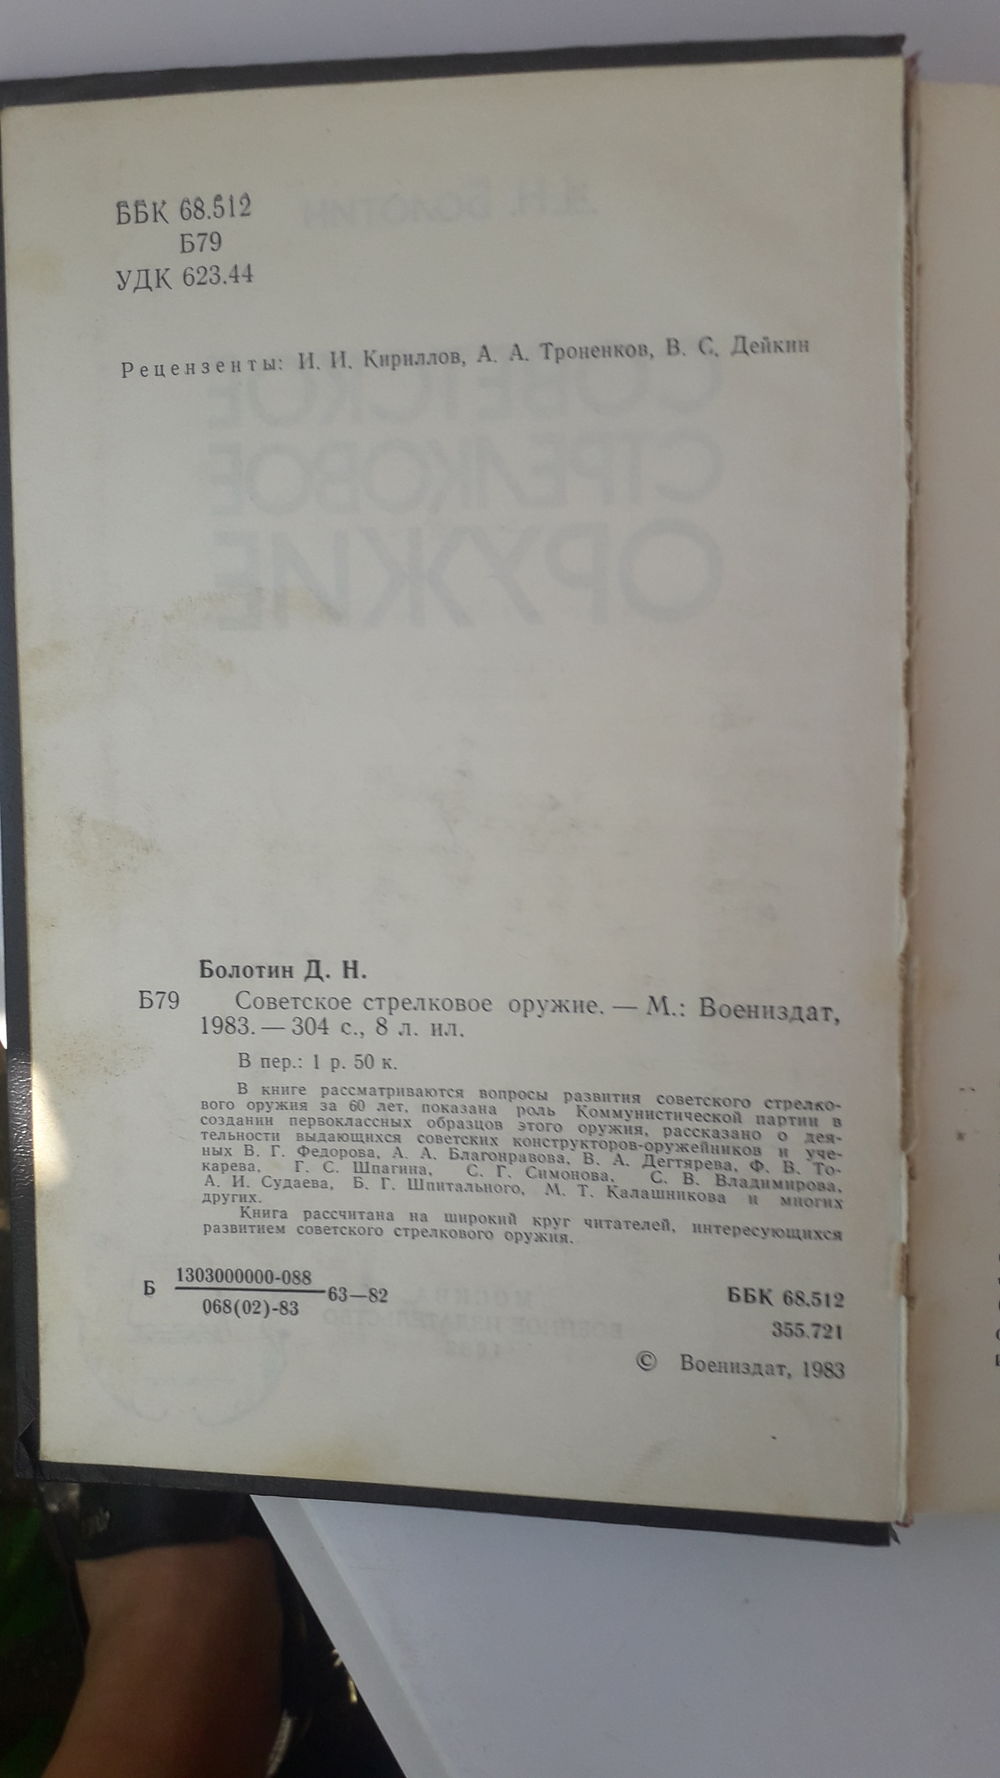 ББК 68.512
Б79
УДК 623.44
Рецензенты: И. И. Кириллов, А. А. Троненков, В. С. Дейкин
Болотин Д. Н.
Б79 Советское стрелковое оружие. — М.: Воениздат,
1983. — 304 с., 8 л. ил.
В пер.: 1 р. 50 к.
В книге рассматриваются вопросы развития советского стрелко-
вого оружия за 60 лет, показана роль Коммунистической партии в
создании первоклассных образцов этого оружия, рассказано о дея-
тельности выдающихся советских конструкторов-оружейников и уче-
ных В. Г. Федорова, А. А. Благонравова, В. А. Дегтярева, Ф. В. То-
карева, Г. С. Шпагина, С. Г. Симонова, С. В. Владимирова,
А. И. Судаева, Б. Г. Шпитального, М. Т. Калашникова и многих
других.
Книга рассчитана на широкий круг читателей, интересующихся
развитием советского стрелкового оружия.
Б 1303000000-088
068(02)-83 63—82
ББК 68.512
355.721
© Воениздат, 1983